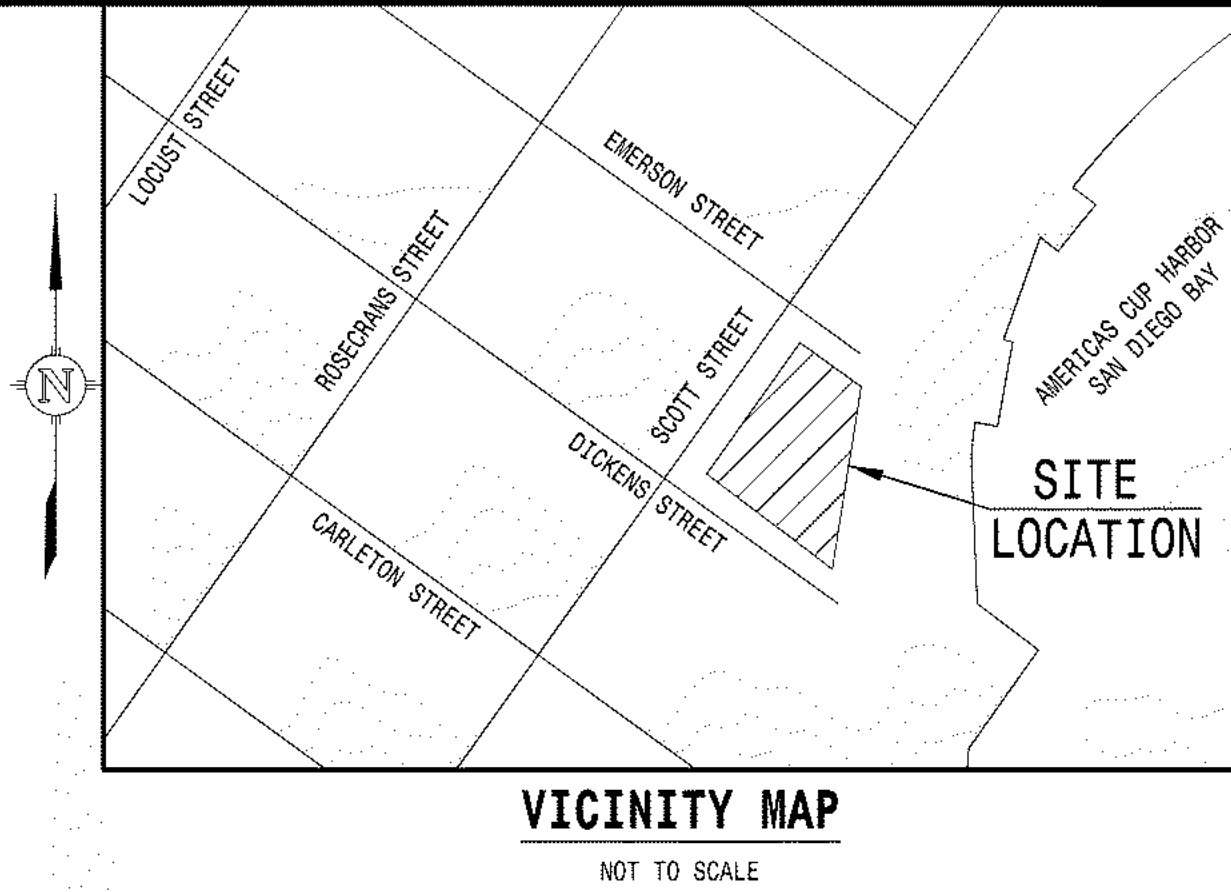 LOCUST STREET
EMERSON STREET
ROSECRANS STREET
AMERICAS CUP HARBOR
SAN DIEGO BAY
SCOTT STREET
N
DICKENS STREET
SITE
LOCATION
CARLETON STREET
VICINITY MAP
NOT TO SCALE